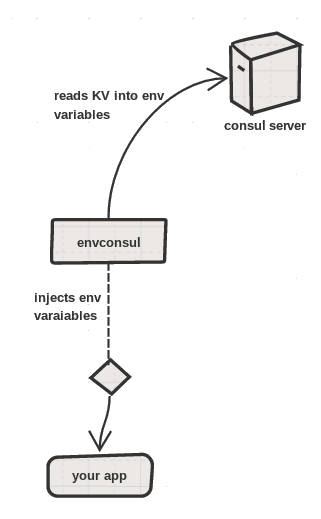 reads KV into env
variables
consul server
envconsul
injects env
varaiables
your app